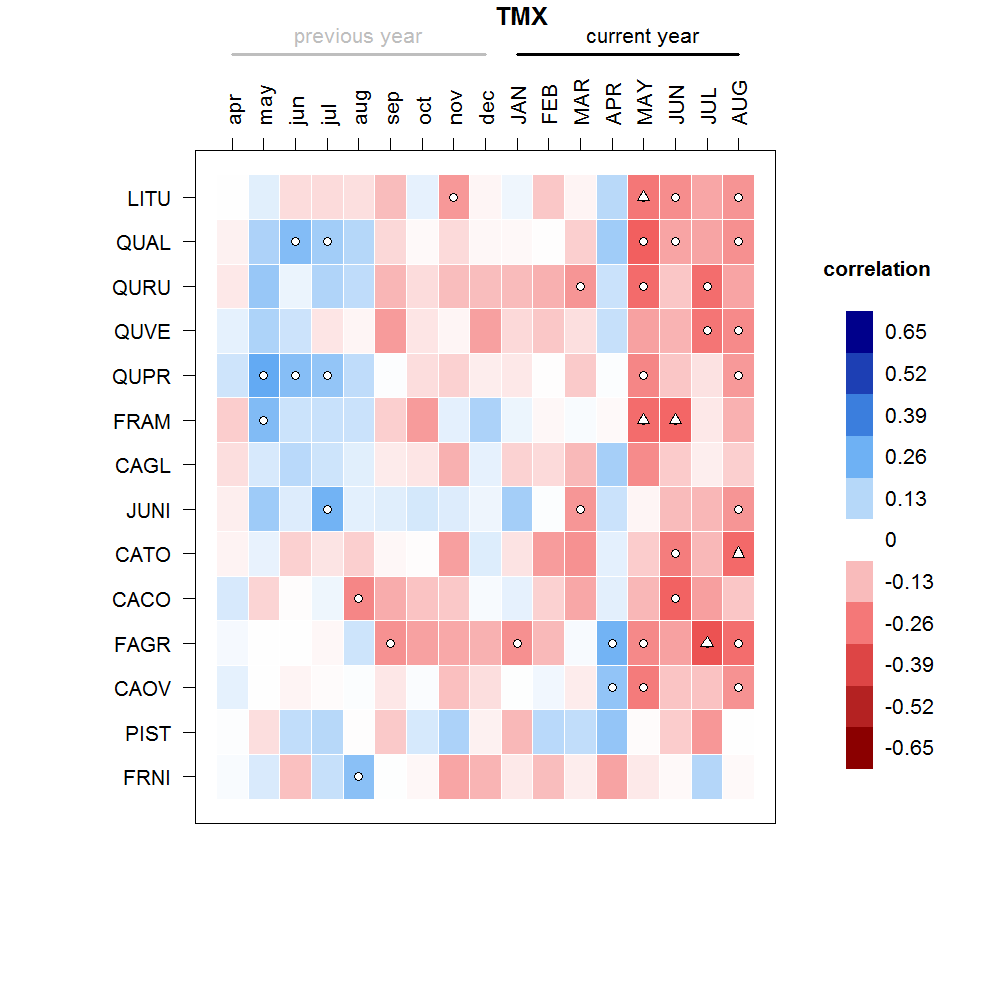 TMX
previous year current year
apr may jun jul aug sep oct nov dec JAN FEB MAR APR MAY JUN JUL AUG
LITU
QUAL
QURU
QUVE
QUPR
FRAM
CAGL
JUNI
CATO
CACO
FAGR
CAOV
PIST
FRNI
correlation
0.65
0.52
0.39
0.26
0.13
0
-0.13
-0.26
-0.39
-0.52
-0.65